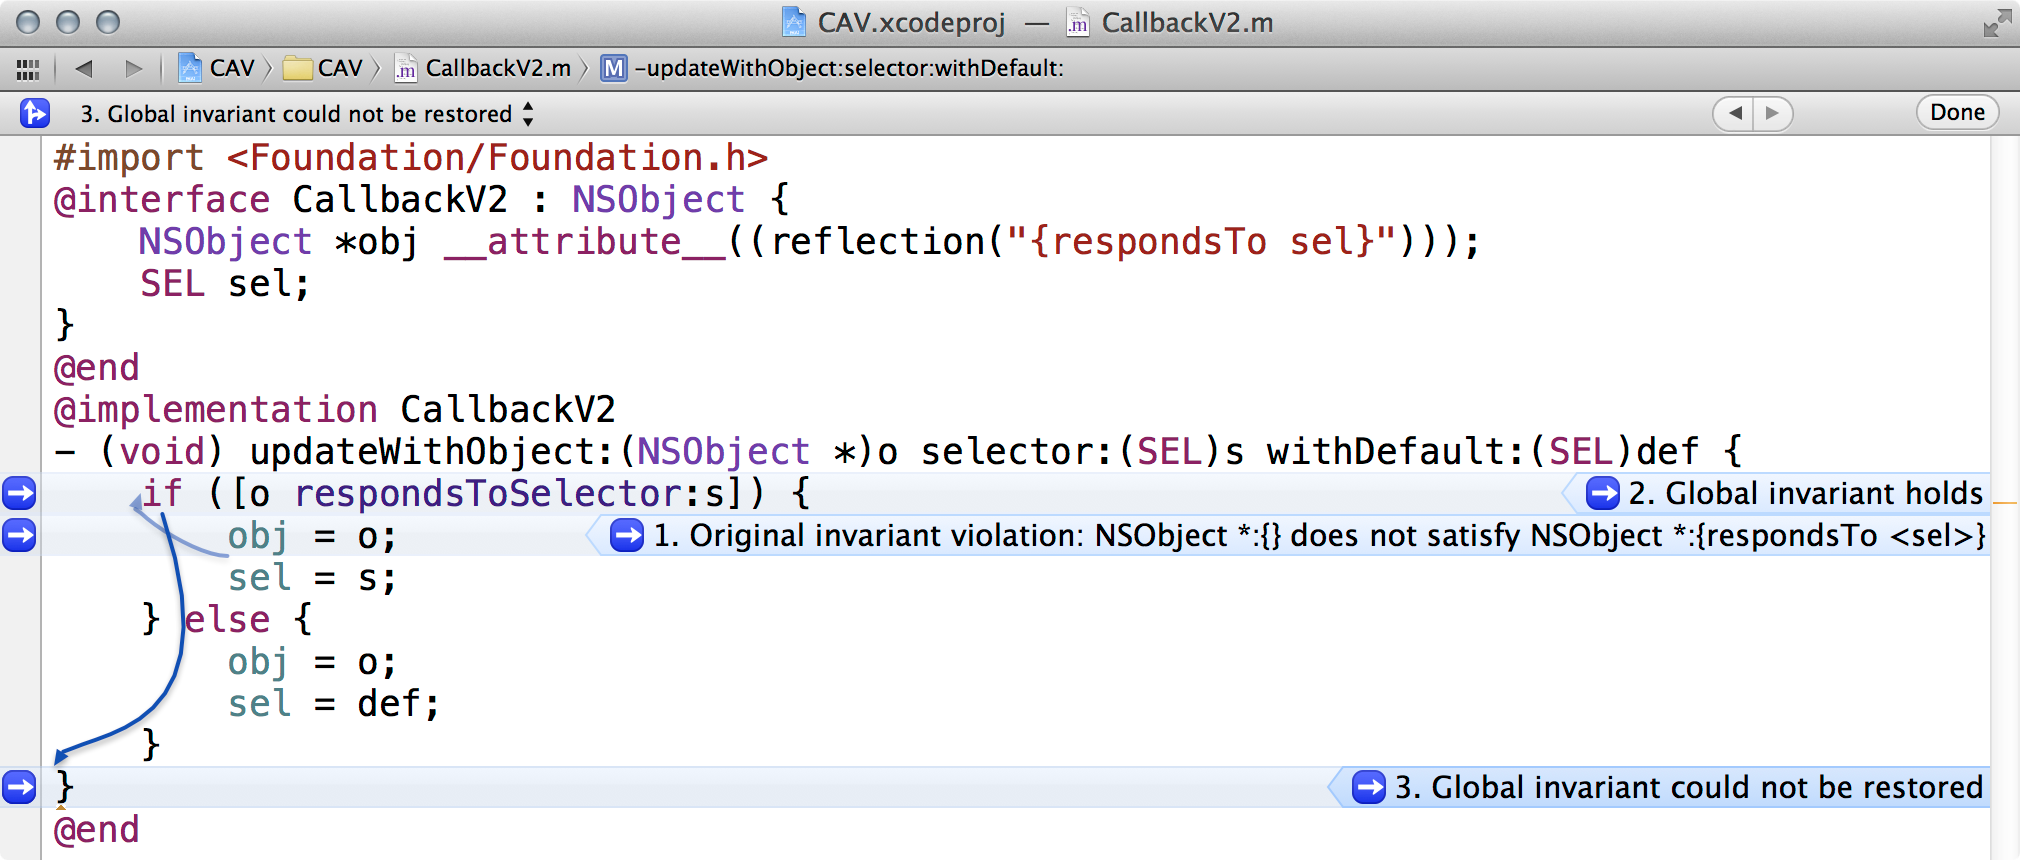 CAV.xcodeproj — CallbackV2.m
CAV CAV CallbackV2.m M -updateWithObject:selector:withDefault:
3. Global invariant could not be restored Done
#import <Foundation/Foundation.h>
@interface CallbackV2 : NSObject {
    NSObject *obj __attribute__((reflection("{respondsTo sel}")));
    SEL sel;
}
@end
@implementation CallbackV2
- (void) updateWithObject:(NSObject *)o selector:(SEL)s withDefault:(SEL)def {
    if ([o respondsToSelector:s]) { 2. Global invariant holds
        obj = o; 1. Original invariant violation: NSObject *:{} does not satisfy NSObject *:{respondsTo <sel>}
        sel = s;
    } else {
        obj = o;
        sel = def;
    }
} 3. Global invariant could not be restored
@end